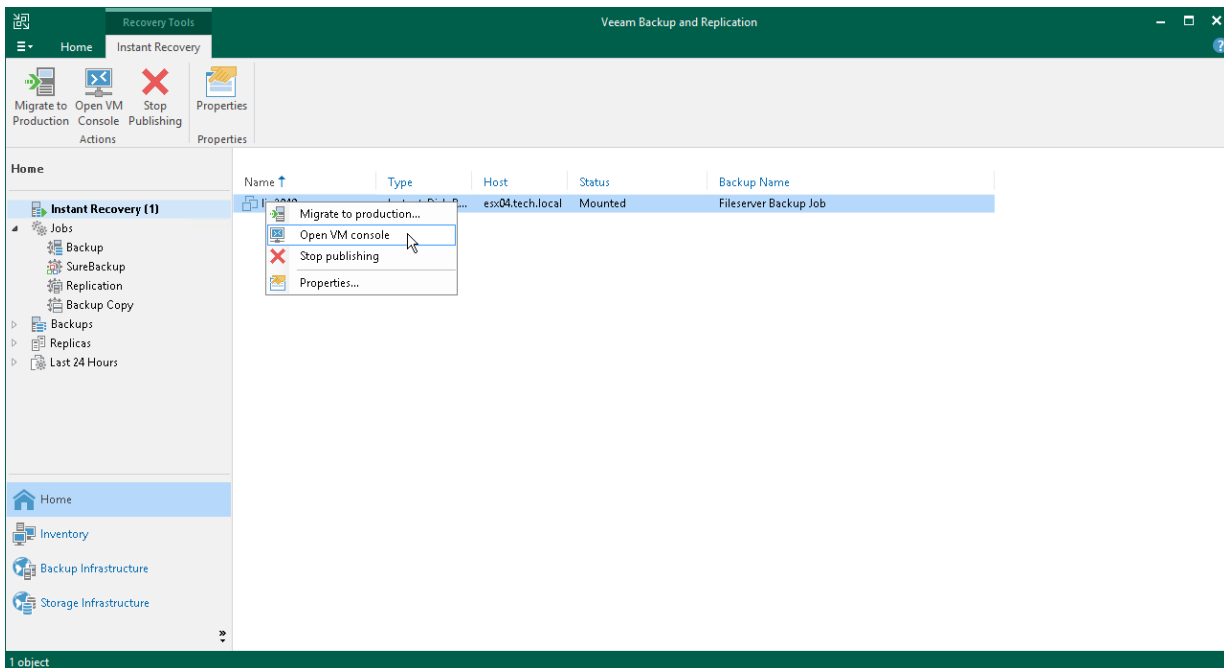 Recovery Tools
Veeam Backup and Replication
Home
Instant Recovery
Migrate to Production
Open VM Console
Stop Publishing
Properties
Actions
Properties
Home
Instant Recovery (1)
Jobs
Backup
SureBackup
Replication
Backup Copy
Backups
Replicas
Last 24 Hours
Home
Inventory
Backup Infrastructure
Storage Infrastructure
Name
Type
Host
Status
Backup Name
esx04.tech.local
Mounted
Fileserver Backup Job
Migrate to production...
Open VM console
Stop publishing
Properties...
1 object